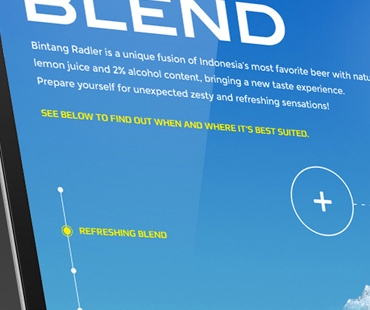 BLEND
Bintang Radler is a unique fusion of Indonesia's most favorite beer with
lemon juice and 2% alcohol content, bringing a new taste experience.
Prepare yourself for unexpected zesty and refreshing sensations!
SEE BELOW TO FIND OUT WHEN AND WHERE IT'S BEST SUITED.
+
REFRESHING BLEND